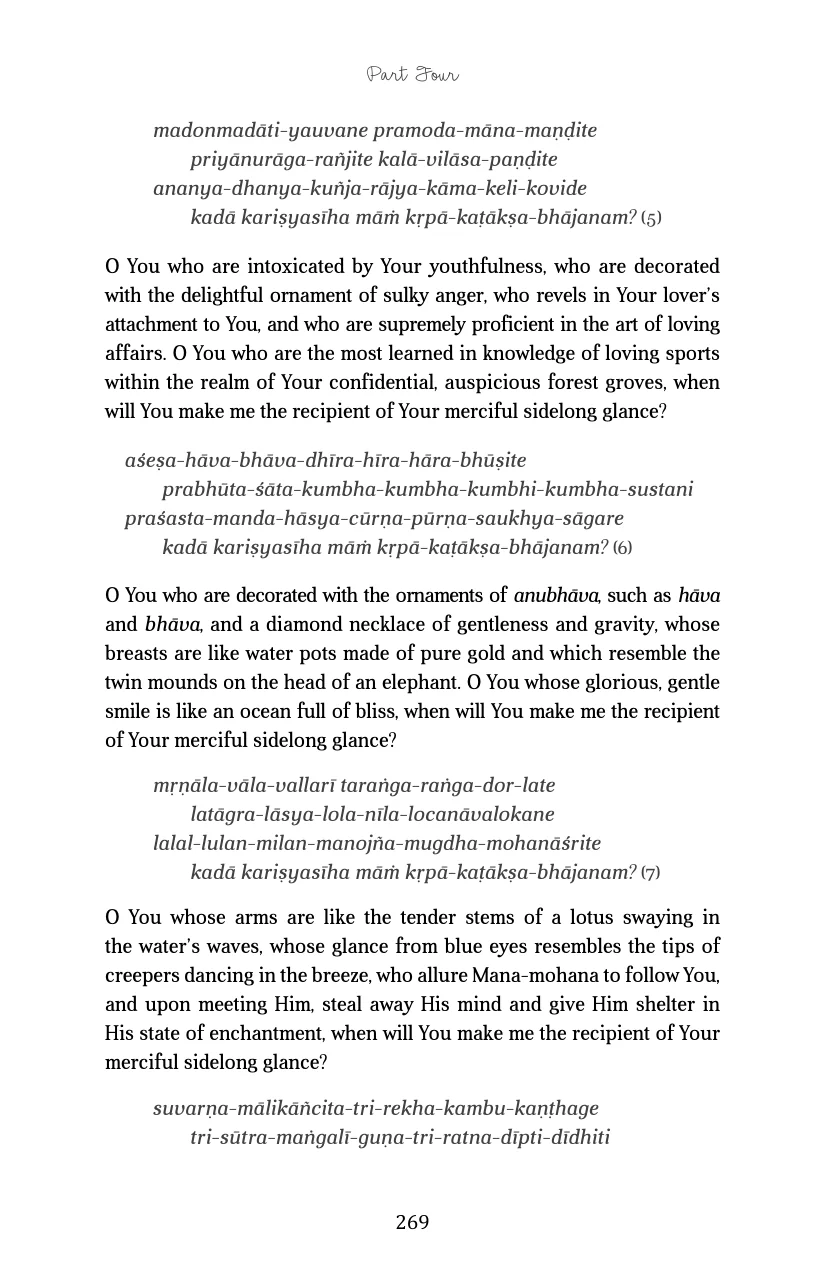 Part Four
madonmadāti-yauvane pramoda-māna-maṇḍite
priyānurāga-rañjite kalā-vilāsa-paṇḍite
ananya-dhanya-kuñja-rājya-kāma-keli-kovide
kadā kariṣyasīha māṁ kṛpā-kaṭākṣa-bhājanam? (5)
O You who are intoxicated by Your youthfulness, who are decorated
with the delightful ornament of sulky anger, who revels in Your lover’s
attachment to You, and who are supremely proficient in the art of loving
affairs. O You who are the most learned in knowledge of loving sports
within the realm of Your confidential, auspicious forest groves, when
will You make me the recipient of Your merciful sidelong glance?
aśeṣa-hāva-bhāva-dhīra-hīra-hāra-bhūṣite
prabhūta-śāta-kumbha-kumbha-kumbhi-kumbha-sustani
praśasta-manda-hāsya-cūrṇa-pūrṇa-saukhya-sāgare
kadā kariṣyasīha māṁ kṛpā-kaṭākṣa-bhājanam? (6)
O You who are decorated with the ornaments of anubhāva, such as hāva
and bhāva, and a diamond necklace of gentleness and gravity, whose
breasts are like water pots made of pure gold and which resemble the
twin mounds on the head of an elephant. O You whose glorious, gentle
smile is like an ocean full of bliss, when will You make me the recipient
of Your merciful sidelong glance?
mṛṇāla-vāla-vallarī taraṅga-raṅga-dor-late
latāgra-lāsya-lola-nīla-locanāvalokane
lalal-lulan-milan-manojña-mugdha-mohanāśrite
kadā kariṣyasīha māṁ kṛpā-kaṭākṣa-bhājanam? (7)
O You whose arms are like the tender stems of a lotus swaying in
the water’s waves, whose glance from blue eyes resembles the tips of
creepers dancing in the breeze, who allure Mana-mohana to follow You,
and upon meeting Him, steal away His mind and give Him shelter in
His state of enchantment, when will You make me the recipient of Your
merciful sidelong glance?
suvarṇa-mālikāñcita-tri-rekha-kambu-kaṇṭhage
tri-sūtra-maṅgalī-guṇa-tri-ratna-dīpti-dīdhiti
269